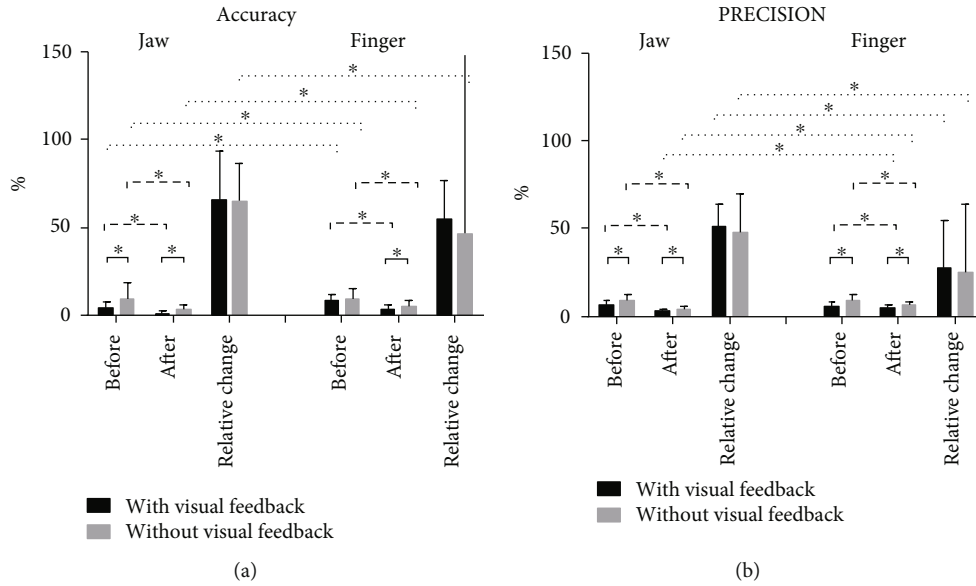 Accuracy
Jaw
Finger
150
100
50
0
%
*
*
*
*
*
*
*
*
*
*
*
Before
After
Relative change
Before
After
Relative change
With visual feedback
Without visual feedback
(a)
PRECISION
Jaw
Finger
150
100
50
0
%
*
*
*
*
*
*
*
*
*
*
*
*
Before
After
Relative change
Before
After
Relative change
With visual feedback
Without visual feedback
(b)